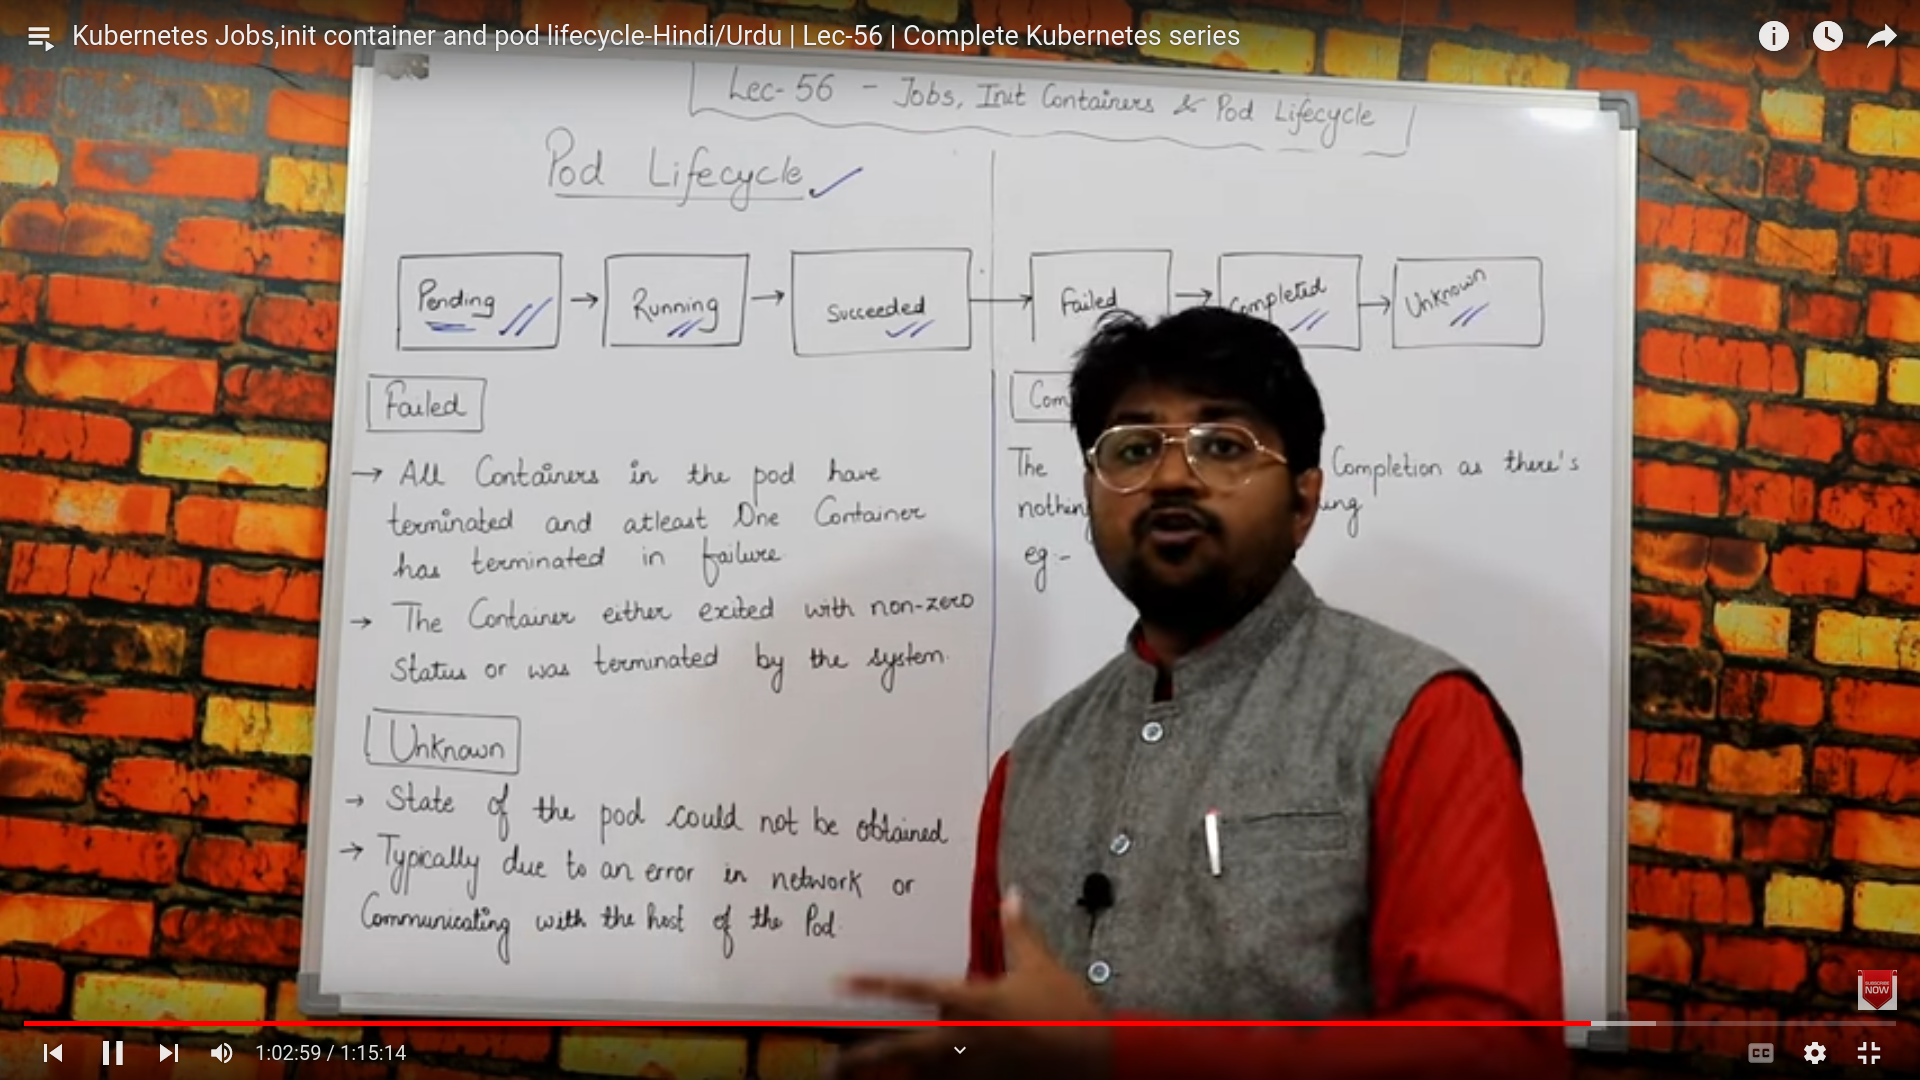 Kubernetes Jobs,init container and pod lifecycle-Hindi/Urdu | Lec-56 | Complete Kubernetes series
Lec-56 - Jobs, Init Containers & Pod Lifecycle
Pod Lifecycle
Pending → Running → Succeeded → Failed → Completed → Unknown
Failed
→ All Containers in the pod have
terminated and atleast One Container
has terminated in failure.
→ The Container either exited with non-zero
Status or was terminated by the system.
Unknown
→ State of the pod could not be obtained
→ Typically due to an error in network or
Communicating with the host of the Pod.
Com
The Completion as there's
nothing
eg:-
SUBSCRIBE
NOW
1:02:59 / 1:15:14
CC